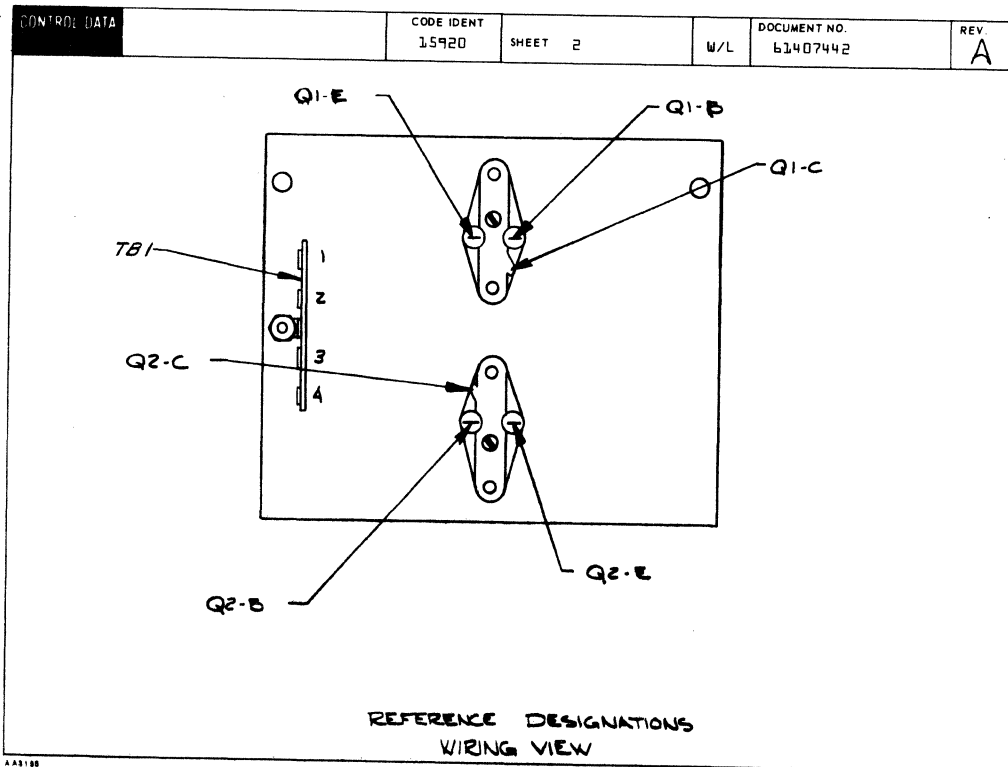 CONTROL DATA
CODE IDENT
15920
SHEET 2
W/L
DOCUMENT NO.
61407442
REV.
A
Q1-E
Q1-B
Q1-C
TB1
1
2
3
4
Q2-C
Q2-B
Q2-E
REFERENCE DESIGNATIONS
WIRING VIEW